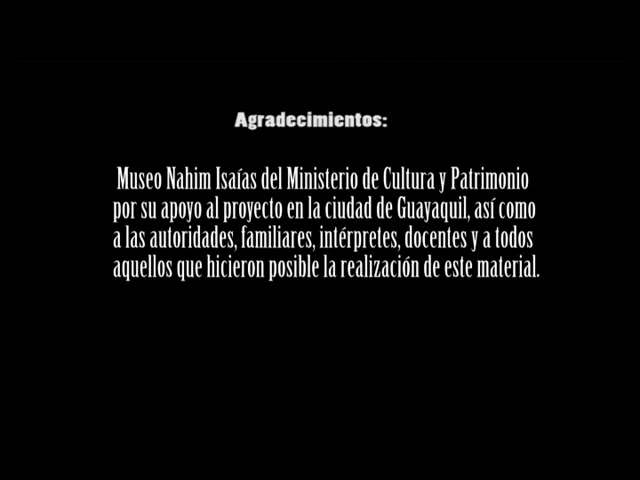 Agradecimientos:
Museo Nahim Isaías del Ministerio de Cultura y Patrimonio
por su apoyo al proyecto en la ciudad de Guayaquil, así como
a las autoridades, familiares, intérpretes, docentes y a todos
aquellos que hicieron posible la realización de este material.